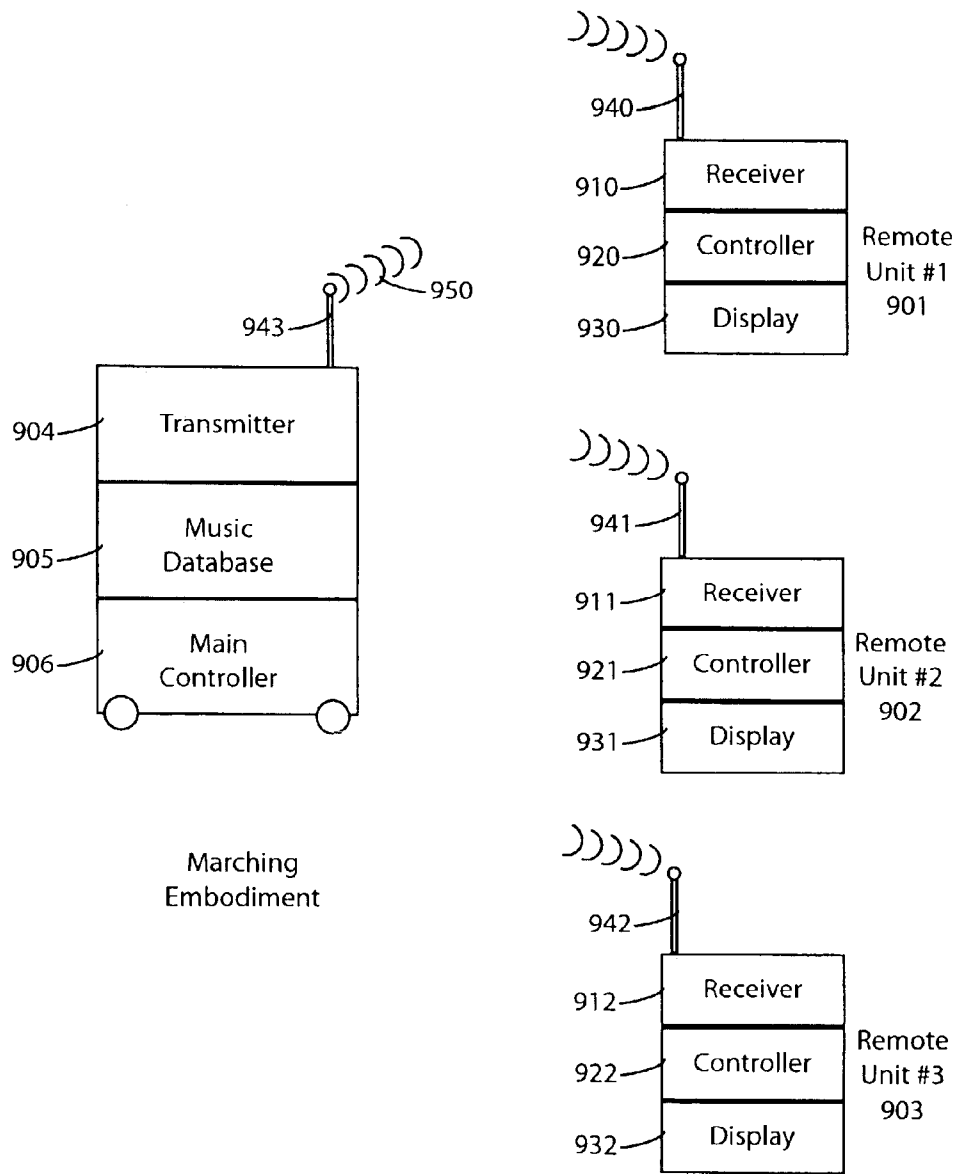 943
950
904
Transmitter
905
Music
Database
906
Main
Controller
Marching
Embodiment
940
910
Receiver
920
Controller
930
Display
Remote
Unit #1
901
941
911
Receiver
921
Controller
931
Display
Remote
Unit #2
902
942
912
Receiver
922
Controller
932
Display
Remote
Unit #3
903